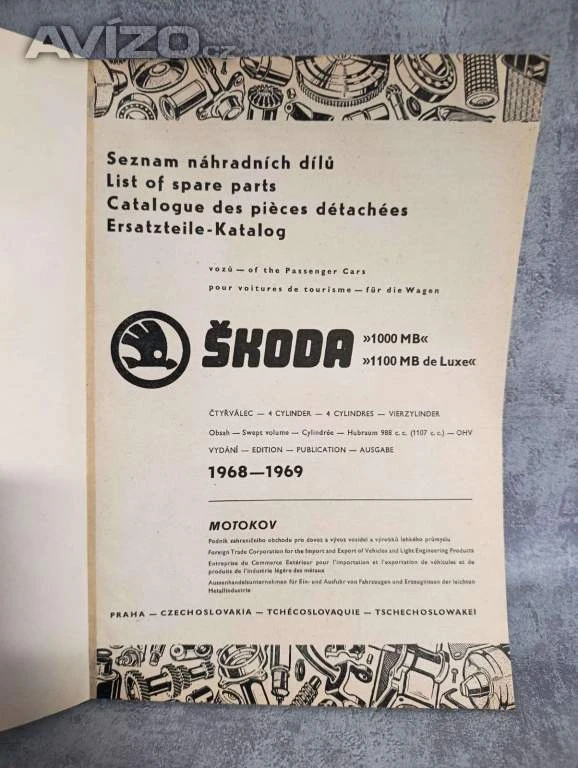 AVÍZO.cz
Seznam náhradních dílů
List of spare parts
Catalogue des pièces détachées
Ersatzteile-Katalog
vozů — of the Passenger Cars
pour voitures de tourisme — für die Wagen
ŠKODA
»1000 MB«
»1100 MB de Luxe«
ČTYŘVÁLEC — 4 CYLINDER — 4 CYLINDRES — VIERZYLINDER
Obsah — Swept volume — Cylindrée — Hubraum 988 c. c. (1107 c. c.) — OHV
VYDÁNÍ — EDITION — PUBLICATION — AUSGABE
1968—1969
MOTOKOV
Podnik zahraničního obchodu pro dovoz a vývoz vozidel a výrobků lehkého průmyslu
Foreign Trade Corporation for the Import and Export of Vehicles and Light Engineering Products
Entreprise du Commerce Extérieur pour l'importation et l'exportation de véhicules et de
produits de l'industrie légère des métaux
Aussenhandelsunternehmen für Ein- und Ausfuhr von Fahrzeugen und Erzeugnissen der leichten
Metallindustrie
PRAHA — CZECHOSLOVAKIA — TCHÉCOSLOVAQUIE — TSCHECHOSLOWAKEI